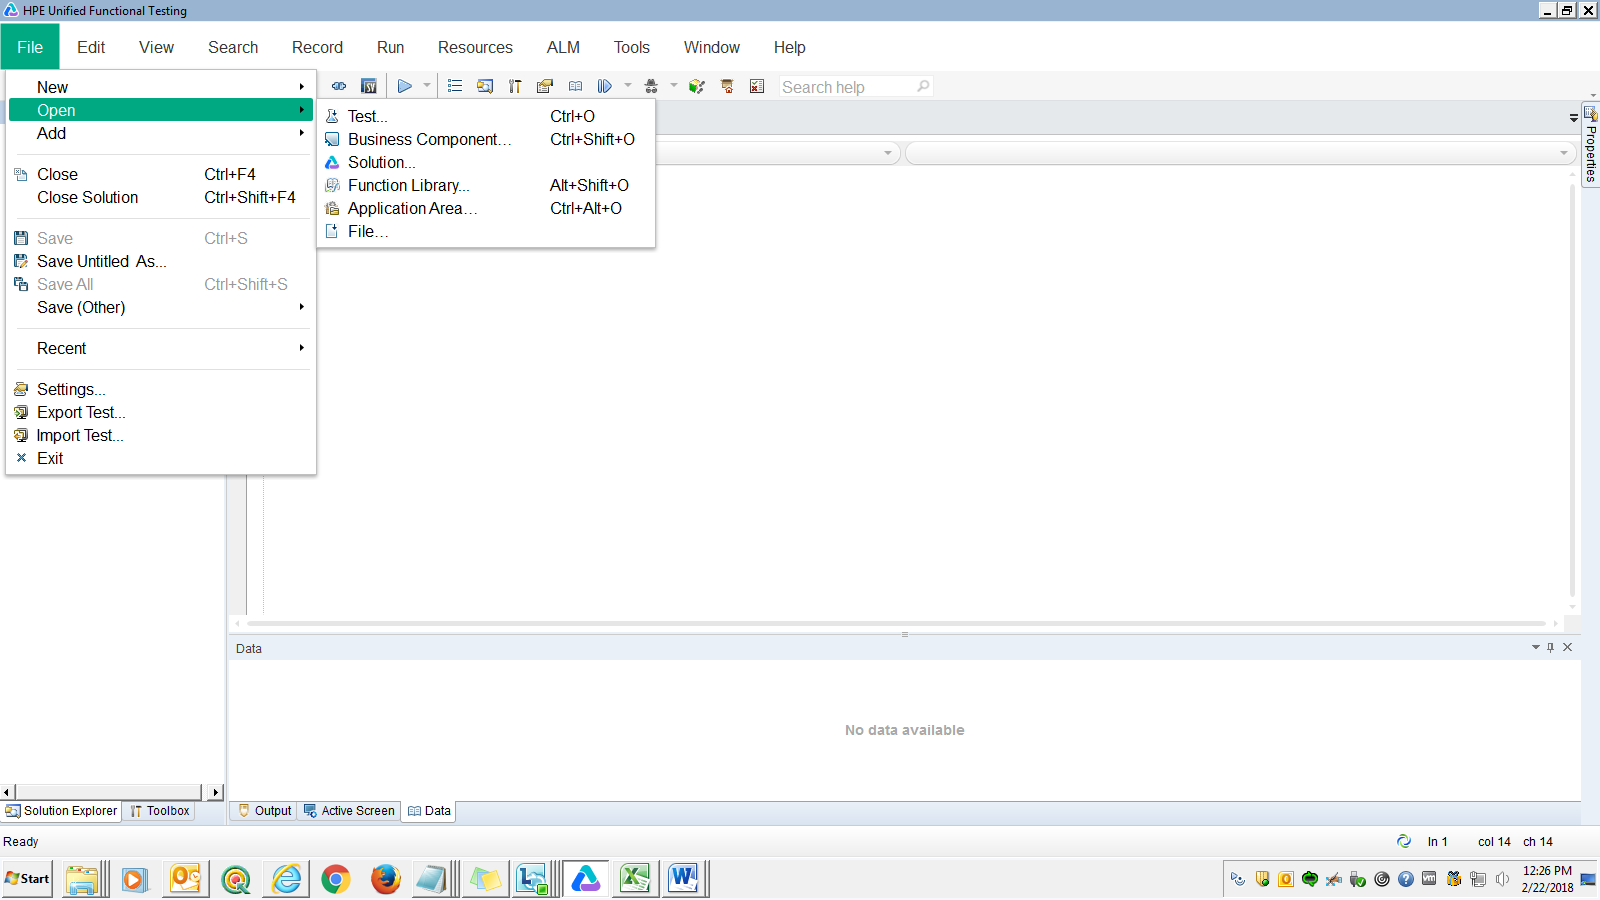 HPE Unified Functional Testing
File Edit View Search Record Run Resources ALM Tools Window Help
Search help
New
Open
Add
Close Ctrl+F4
Close Solution Ctrl+Shift+F4
Save Ctrl+S
Save Untitled As...
Save All Ctrl+Shift+S
Save (Other)
Recent
Settings...
Export Test...
Import Test...
Exit
Test... Ctrl+O
Business Component... Ctrl+Shift+O
Solution...
Function Library... Alt+Shift+O
Application Area... Ctrl+Alt+O
File...
Properties
Data
No data available
Solution Explorer Toolbox Output Active Screen Data
Ready ln 1 col 14 ch 14
Start
12:26 PM
2/22/2018